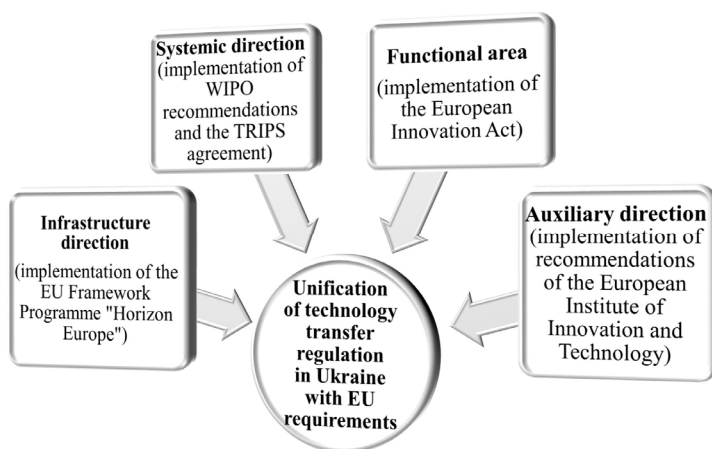 Systemic direction
(implementation of
WIPO
recommendations
and the TRIPS
agreement)
Functional area
(implementation of
the European
Innovation Act)
Infrastructure
direction
(implementation of the
EU Framework
Programme "Horizon
Europe")
Auxiliary direction
(implementation of
recommendations
of the European
Institute of
Innovation and
Technology)
Unification
of technology
transfer
regulation
in Ukraine
with EU
requirements